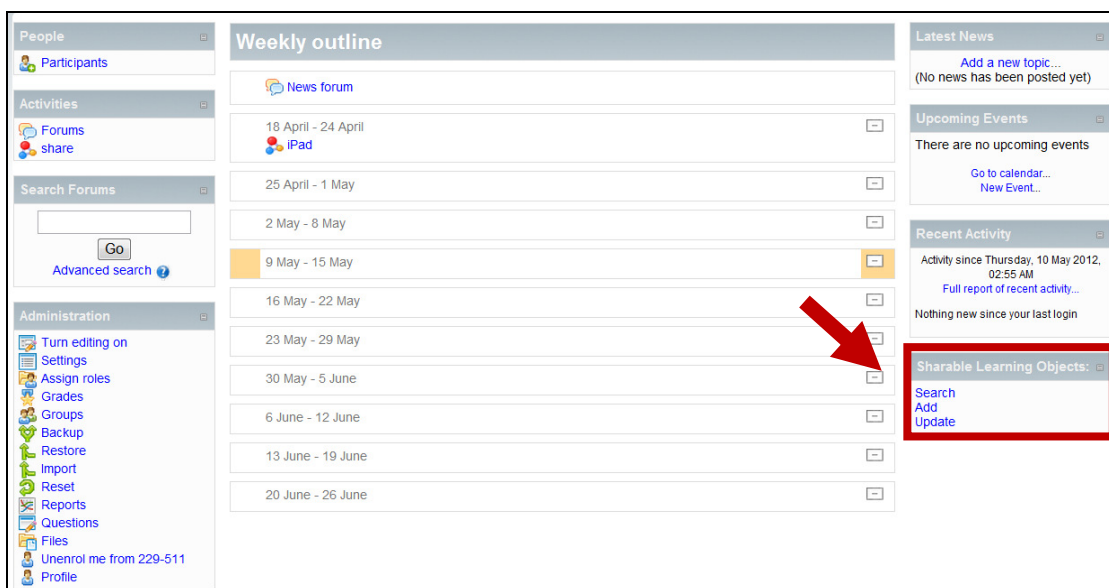 People
Participants
Activities
Forums
share
Search Forums
Go
Advanced search
Administration
Turn editing on
Settings
Assign roles
Grades
Groups
Backup
Restore
Import
Reset
Reports
Questions
Files
Unenrol me from 229-511
Profile
Weekly outline
News forum
18 April - 24 April
iPad
25 April - 1 May
2 May - 8 May
9 May - 15 May
16 May - 22 May
23 May - 29 May
30 May - 5 June
6 June - 12 June
13 June - 19 June
20 June - 26 June
Latest News
Add a new topic...
(No news has been posted yet)
Upcoming Events
There are no upcoming events
Go to calendar...
New Event...
Recent Activity
Activity since Thursday, 10 May 2012,
02:55 AM
Full report of recent activity...
Nothing new since your last login
Sharable Learning Objects:
Search
Add
Update